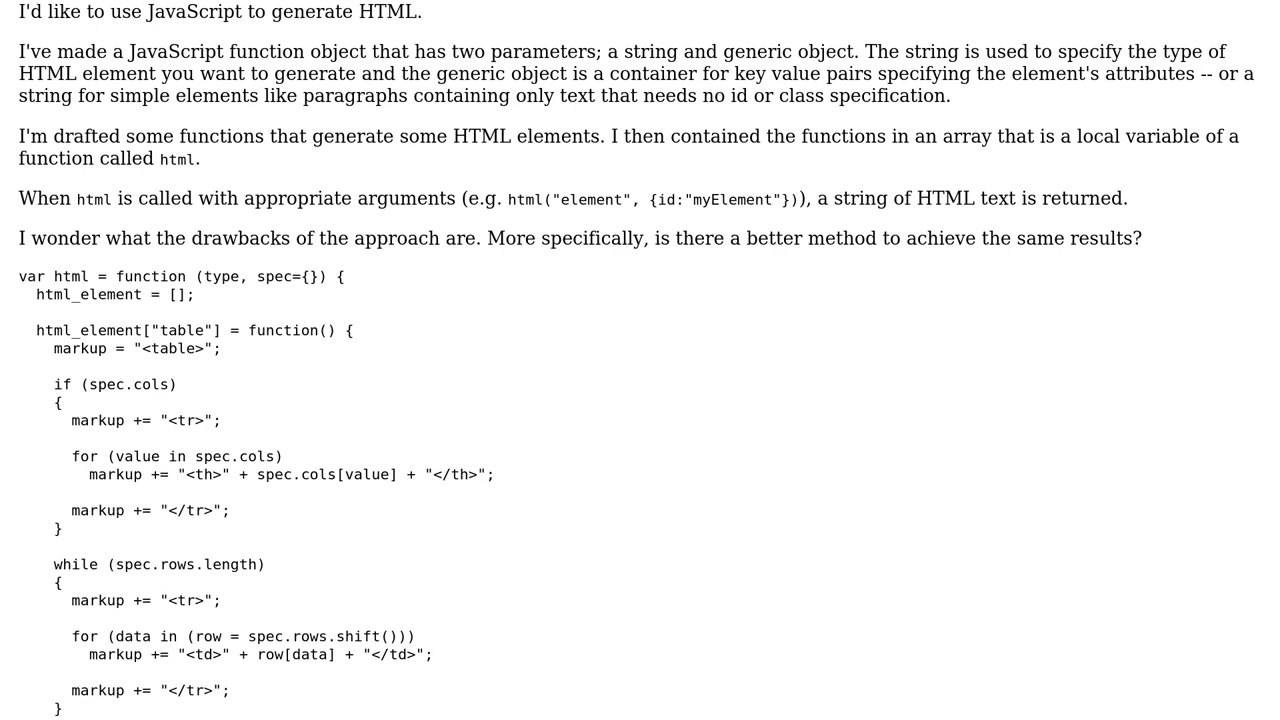 I'd like to use JavaScript to generate HTML.
I've made a JavaScript function object that has two parameters; a string and generic object. The string is used to specify the type of
HTML element you want to generate and the generic object is a container for key value pairs specifying the element's attributes -- or a
string for simple elements like paragraphs containing only text that needs no id or class specification.
I'm drafted some functions that generate some HTML elements. I then contained the functions in an array that is a local variable of a
function called html.
When html is called with appropriate arguments (e.g. html("element", {id:"myElement"})), a string of HTML text is returned.
I wonder what the drawbacks of the approach are. More specifically, is there a better method to achieve the same results?
var html = function (type, spec={}) {
  html_element = [];
  html_element["table"] = function() {
    markup = "<table>";
    if (spec.cols)
    {
      markup += "<tr>";
      for (value in spec.cols)
        markup += "<th>" + spec.cols[value] + "</th>";
      markup += "</tr>";
    }
    while (spec.rows.length)
    {
      markup += "<tr>";
      for (data in (row = spec.rows.shift()))
        markup += "<td>" + row[data] + "</td>";
      markup += "</tr>";
    }